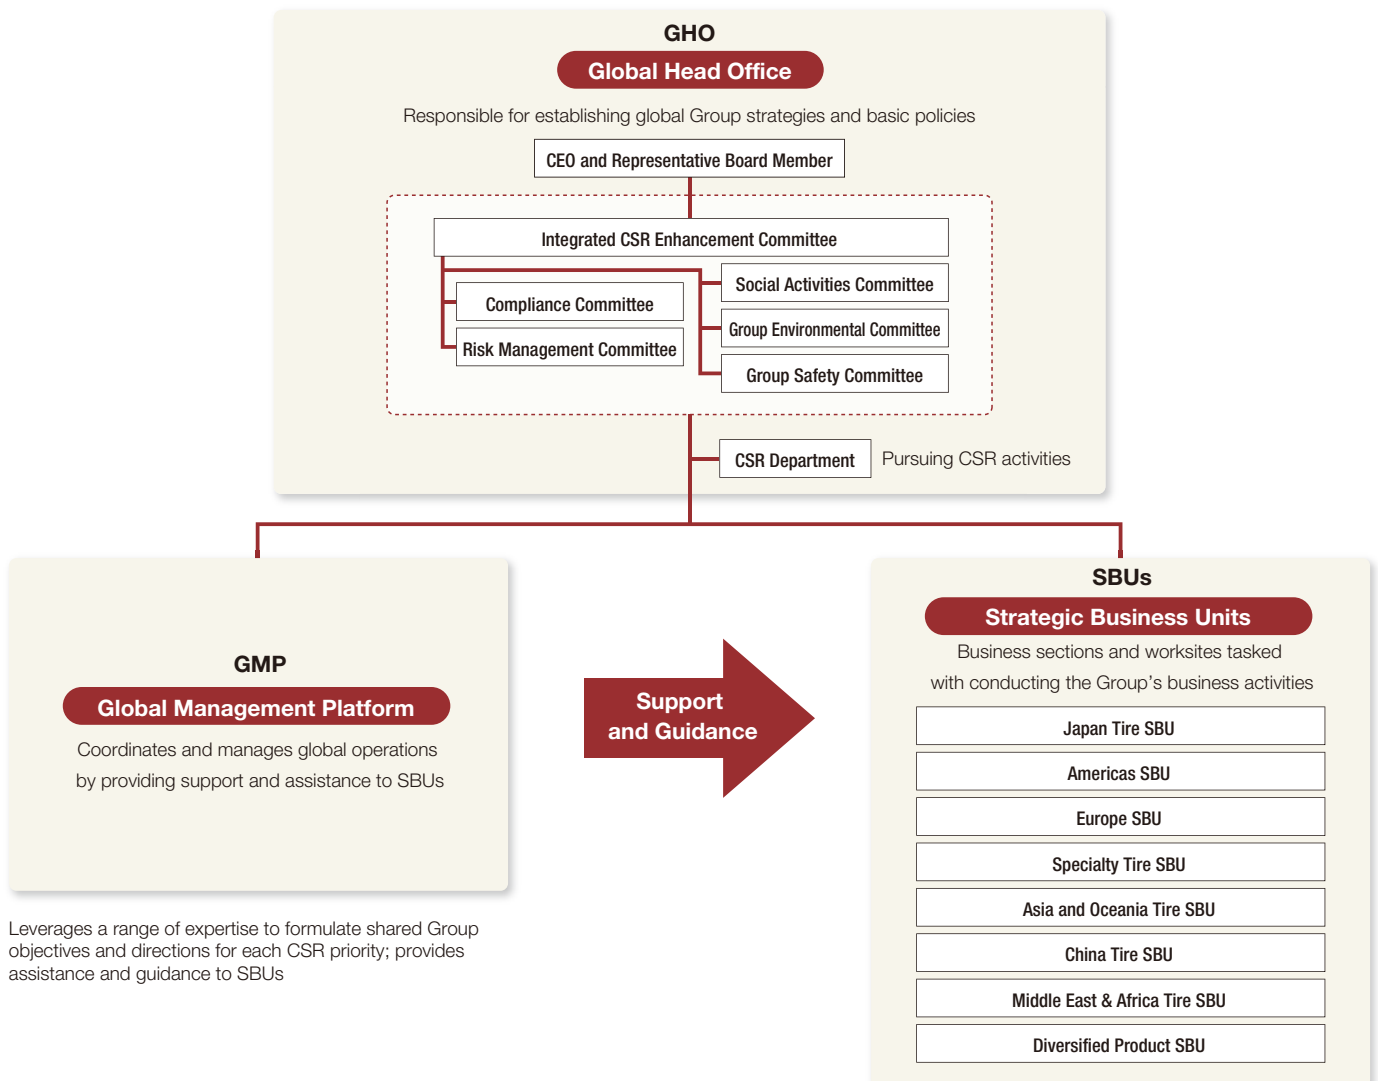 GHO
Global Head Office
Responsible for establishing global Group strategies and basic policies
CEO and Representative Board Member
Integrated CSR Enhancement Committee
Compliance Committee
Risk Management Committee
Social Activities Committee
Group Environmental Committee
Group Safety Committee
CSR Department
Pursuing CSR activities
GMP
Global Management Platform
Coordinates and manages global operations
by providing support and assistance to SBUs
Leverages a range of expertise to formulate shared Group
objectives and directions for each CSR priority; provides
assistance and guidance to SBUs
Support
and Guidance
SBUs
Strategic Business Units
Business sections and worksites tasked
with conducting the Group’s business activities
Japan Tire SBU
Americas SBU
Europe SBU
Specialty Tire SBU
Asia and Oceania Tire SBU
China Tire SBU
Middle East & Africa Tire SBU
Diversified Product SBU